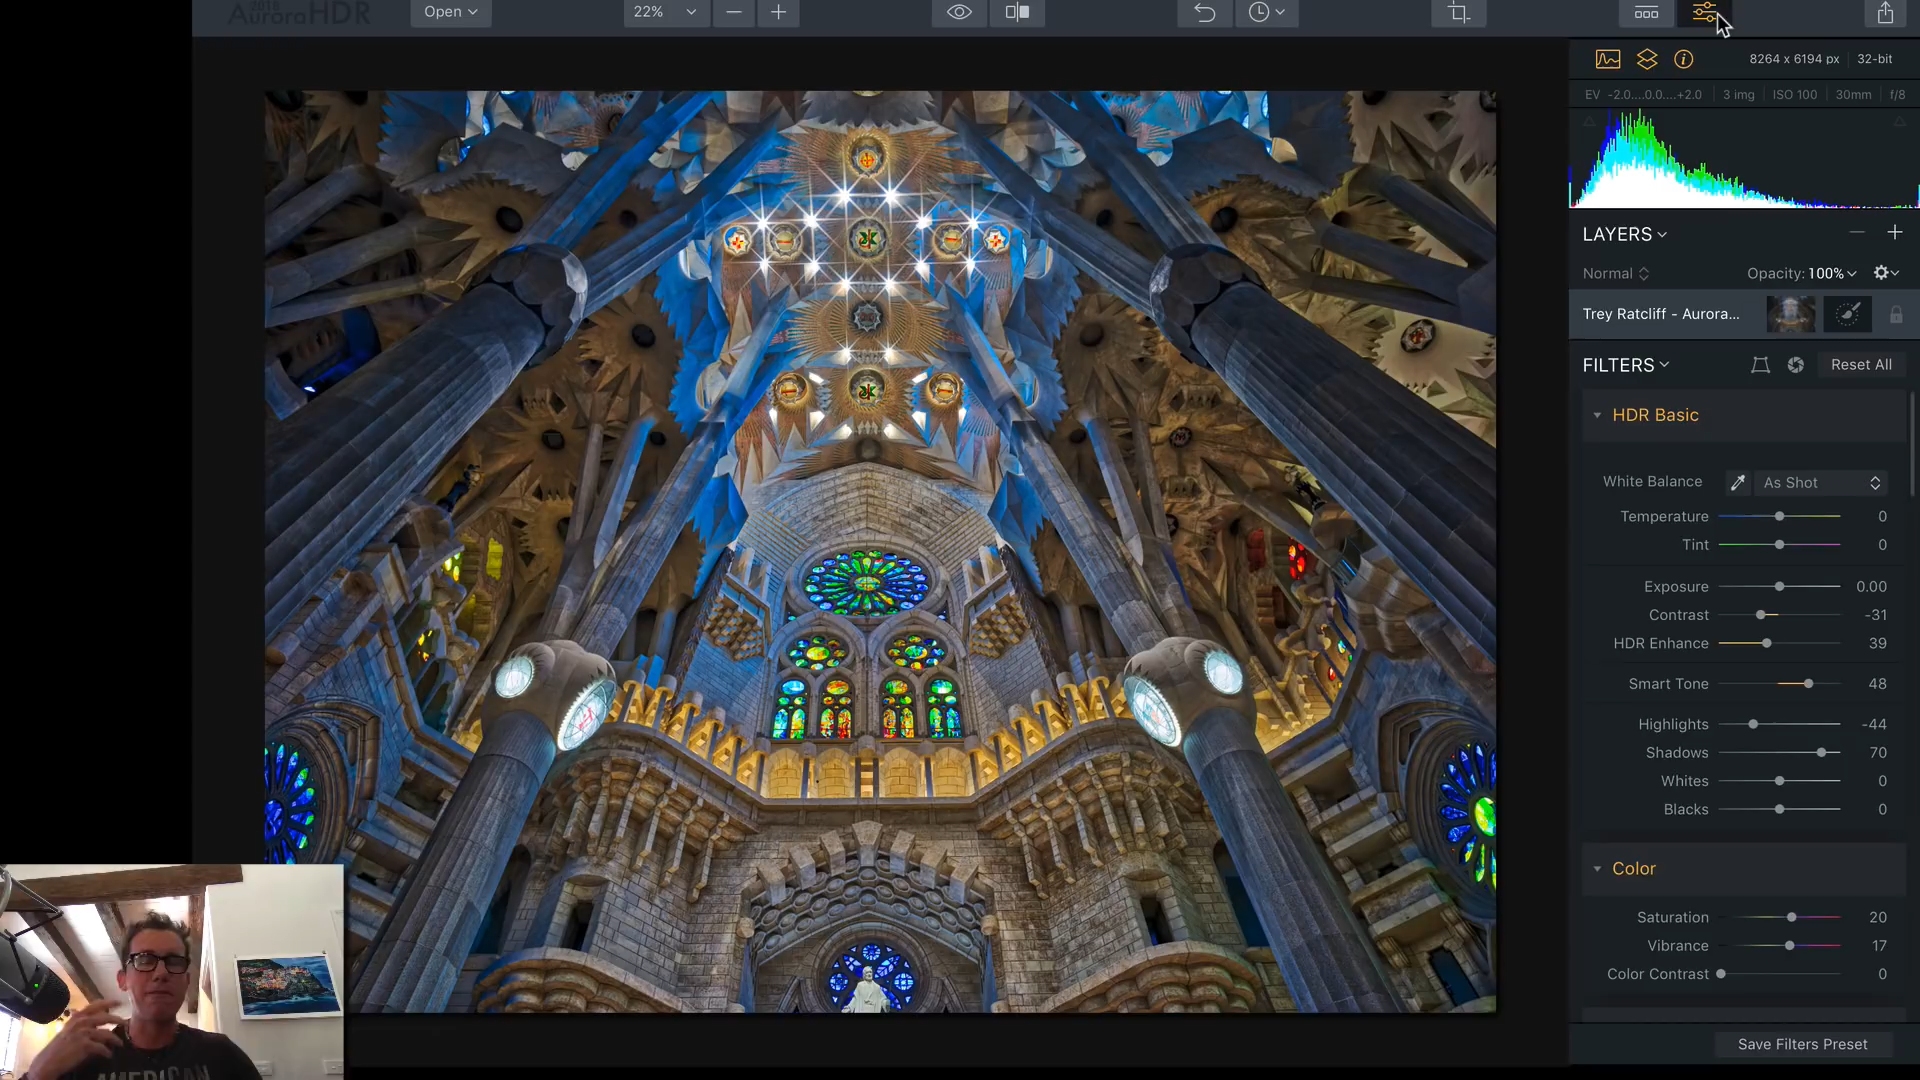 2018
AuroraHDR
Open
22%
8264 x 6194 px
32-bit
EV -2.0....0.0....+2.0
3 img
ISO 100
30mm
f/8
LAYERS
Normal
Opacity: 100%
Trey Ratcliff - Aurora...
FILTERS
Reset All
HDR Basic
White Balance
As Shot
Temperature 0
Tint 0
Exposure 0.00
Contrast -31
HDR Enhance 39
Smart Tone 48
Highlights -44
Shadows 70
Whites 0
Blacks 0
Color
Saturation 20
Vibrance 17
Color Contrast 0
Save Filters Preset
AMERICAN